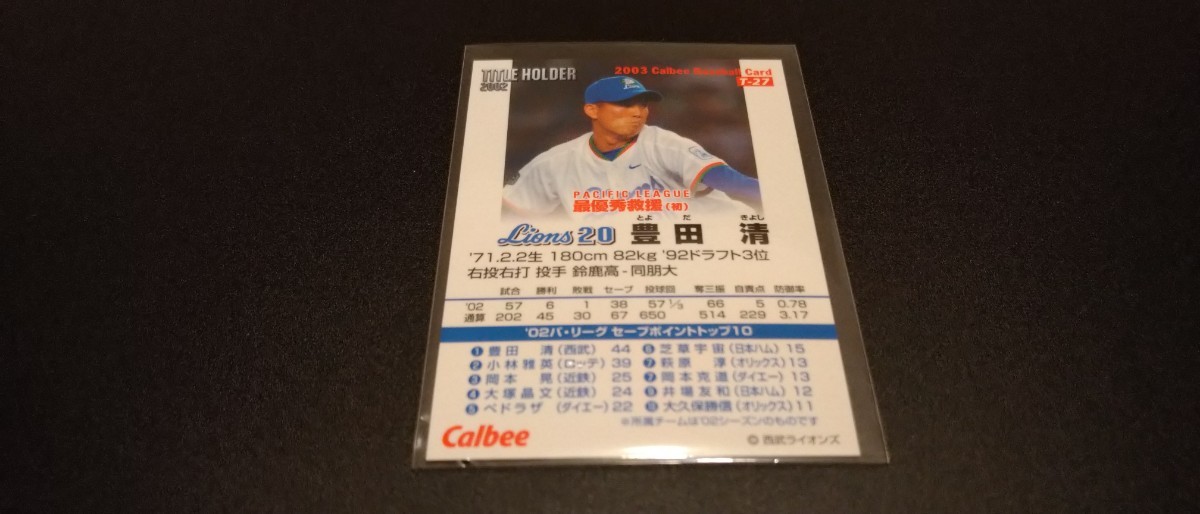 TITLE HOLDER
2002
2003 Calbee Baseball Card
T-27
PACIFIC LEAGUE
最優秀救援(初)
とよ だ きよし
Lions 20 豊田 清
'71.2.2生 180cm 82kg '92ドラフト3位
右投右打 投手 鈴鹿高-同朋大
試合 勝利 敗戦 セーブ 投球回 奪三振 自責点 防御率
'02 57 6 1 38 57 1/3 66 5 0.78
通算 202 45 30 67 650 514 229 3.17
'02パ・リーグ セーブポイントトップ10
❶ 豊田 清(西武) 44
❷ 小林雅英(ロッテ) 39
❸ 岡本 晃(近鉄) 25
❹ 大塚晶文(近鉄) 24
❺ ペドラザ(ダイエー) 22
❻ 芝草宇宙(日本ハム) 15
❼ 萩原 淳(オリックス) 13
❼ 岡本克道(ダイエー) 13
❾ 井場友和(日本ハム) 12
❿ 大久保勝信(オリックス) 11
※所属チームは'02シーズンのものです
Calbee
© 西武ライオンズ